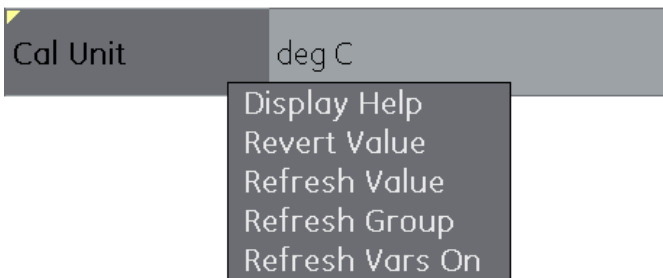 Cal Unit deg C
Display Help
Revert Value
Refresh Value
Refresh Group
Refresh Vars On